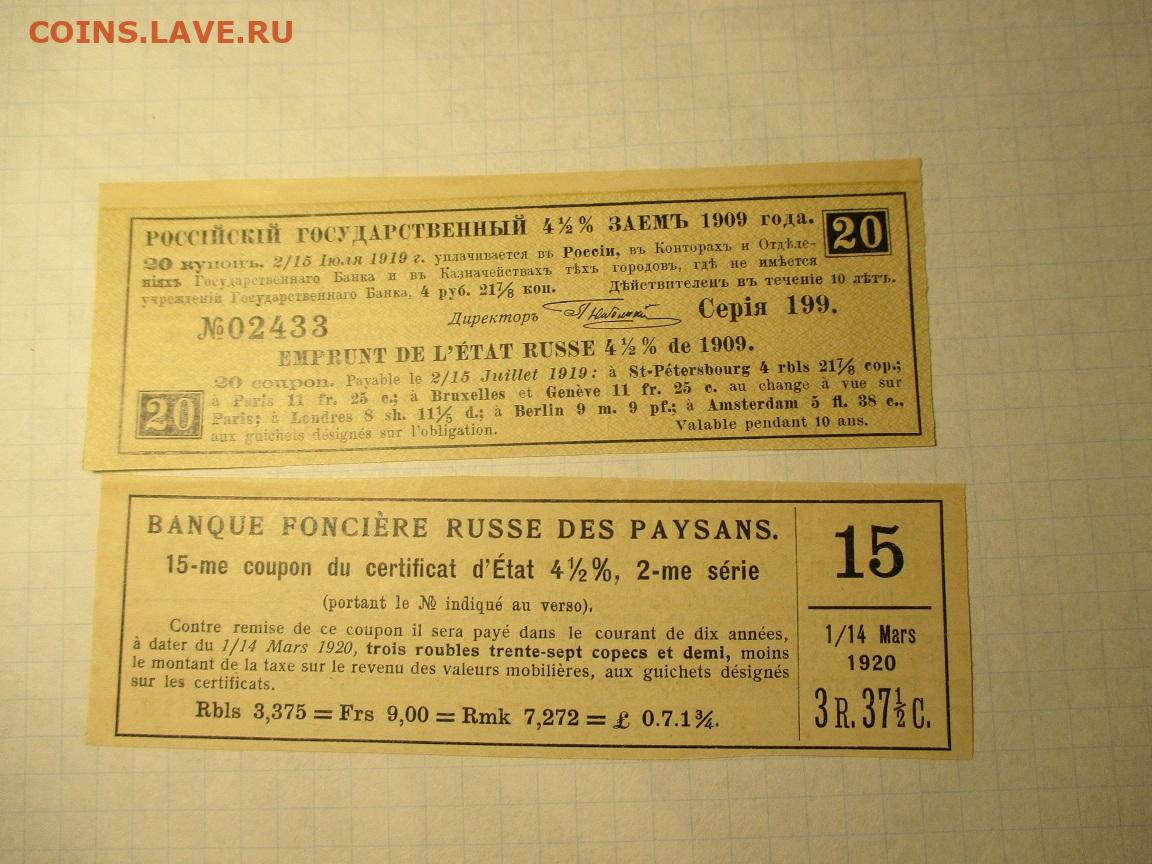 COINS.LAVE.RU
РОССІЙСКІЙ ГОСУДАРСТВЕННЫЙ 4½% ЗАЕМЪ 1909 года.
20
20 купонъ. 2/15 Іюля 1919 г. уплачивается въ Россіи, въ Конторахъ и Отдѣле-
ніяхъ Государственнаго Банка и въ Казначействахъ тѣхъ городовъ, гдѣ не имѣется
учрежденій Государственнаго Банка, 4 руб. 21⅞ коп. Дѣйствителенъ въ теченіе 10 лѣтъ.
№02433 Директоръ Серія 199.
EMPRUNT DE L'ÉTAT RUSSE 4½% de 1909.
20
20 coupon. Payable le 2/15 Juillet 1919: à St-Pétersbourg 4 rbls 21⅞ cop.;
à Paris 11 fr. 25 c.; à Bruxelles et Genève 11 fr. 25 c. au change à vue sur
Paris; à Londres 8 sh. 11⅕ d.; à Berlin 9 m. 9 pf.; à Amsterdam 5 fl. 38 c.,
aux guichets désignés sur l'obligation. Valable pendant 10 ans.
BANQUE FONCIÈRE RUSSE DES PAYSANS.
15-me coupon du certificat d'État 4½%, 2-me série
(portant le № indiqué au verso).
Contre remise de ce coupon il sera payé dans le courant de dix années,
à dater du 1/14 Mars 1920, trois roubles trente-sept copecs et demi, moins
le montant de la taxe sur le revenu des valeurs mobilières, aux guichets désignés
sur les certificats.
Rbls 3,375 = Frs 9,00 = Rmk 7,272 = £ 0.7.1¾.
15
1/14 Mars
1920
3 R. 37½ C.